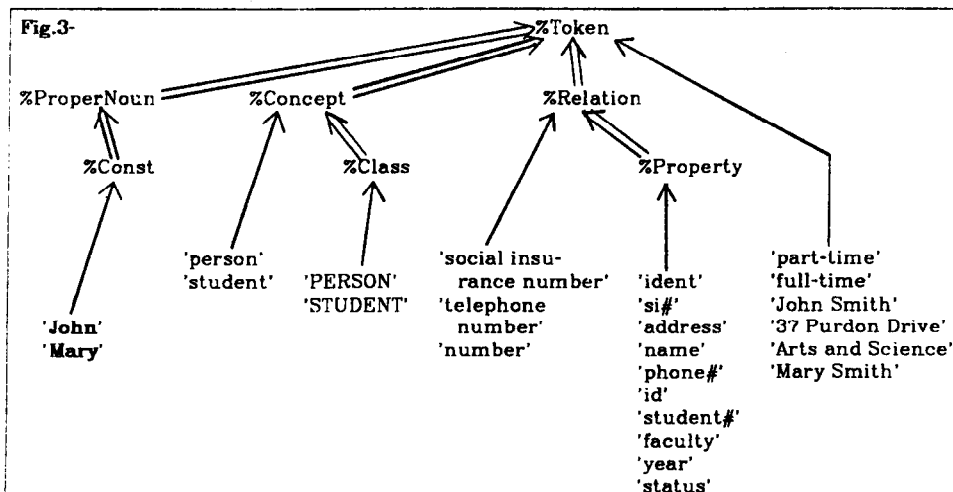 Fig.3-
%Token
%ProperNoun %Concept %Relation
%Const %Class %Property
'person'
'student'
'PERSON'
'STUDENT'
'social insu-
rance number'
'telephone
number'
'number'
'ident'
'si#'
'address'
'name'
'phone#'
'id'
'student#'
'faculty'
'year'
'status'
'part-time'
'full-time'
'John Smith'
'37 Purdon Drive'
'Arts and Science'
'Mary Smith'
'John'
'Mary'